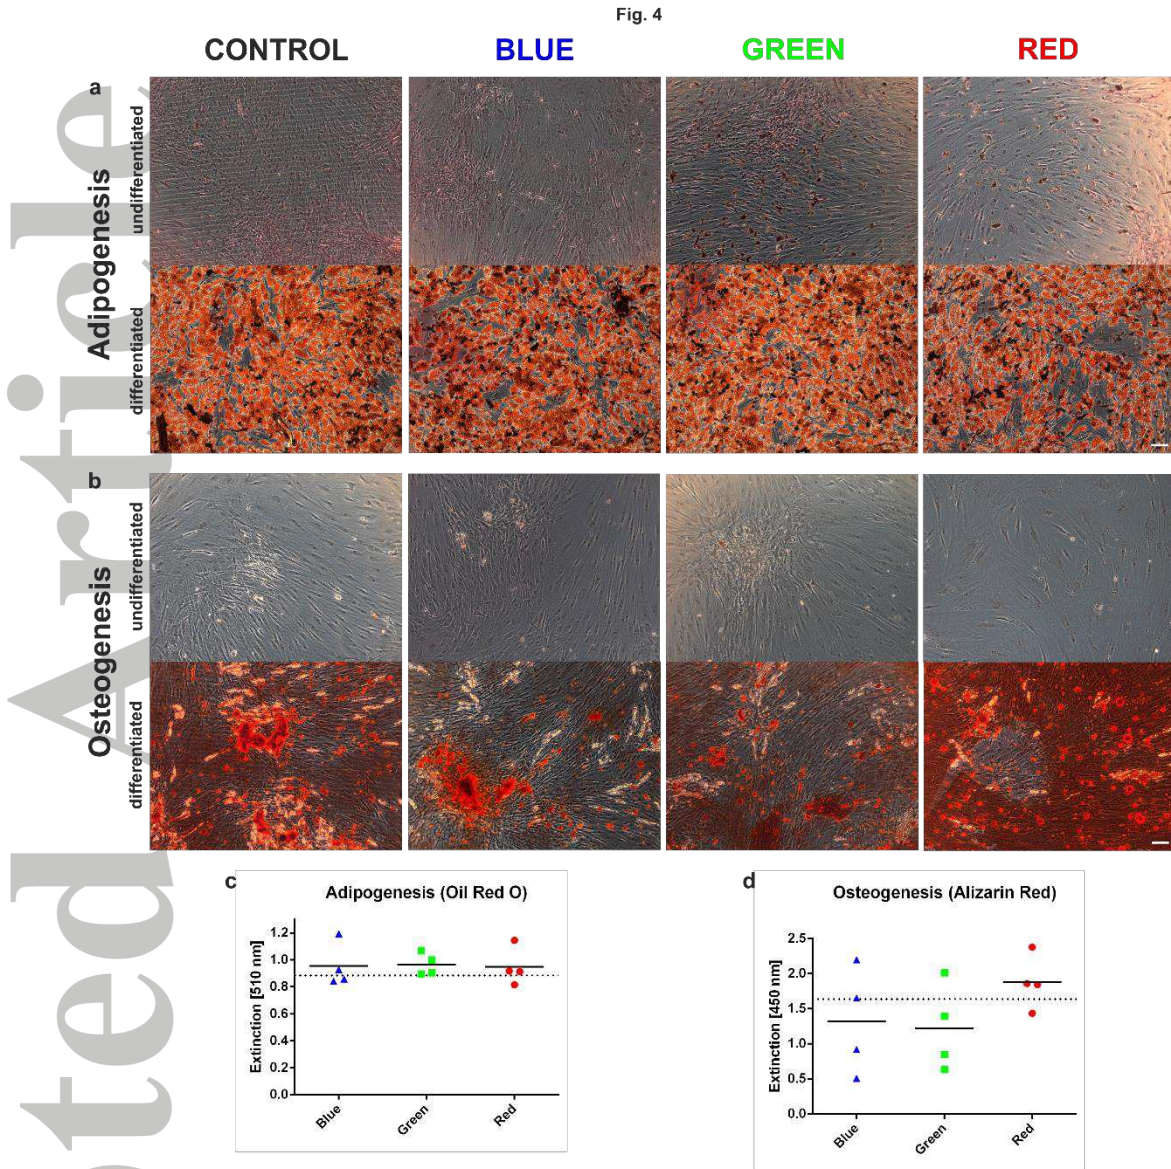 Fig. 4
CONTROL BLUE GREEN RED
a
Adipogenesis
undifferentiated
differentiated
b
Osteogenesis
undifferentiated
differentiated
c
Adipogenesis (Oil Red O)
Extinction [510 nm]
1.2
1.0
0.8
0.6
0.4
0.2
0.0
Blue Green Red
d
Osteogenesis (Alizarin Red)
Extinction [450 nm]
2.5
2.0
1.5
1.0
0.5
0.0
Blue Green Red
pted Article